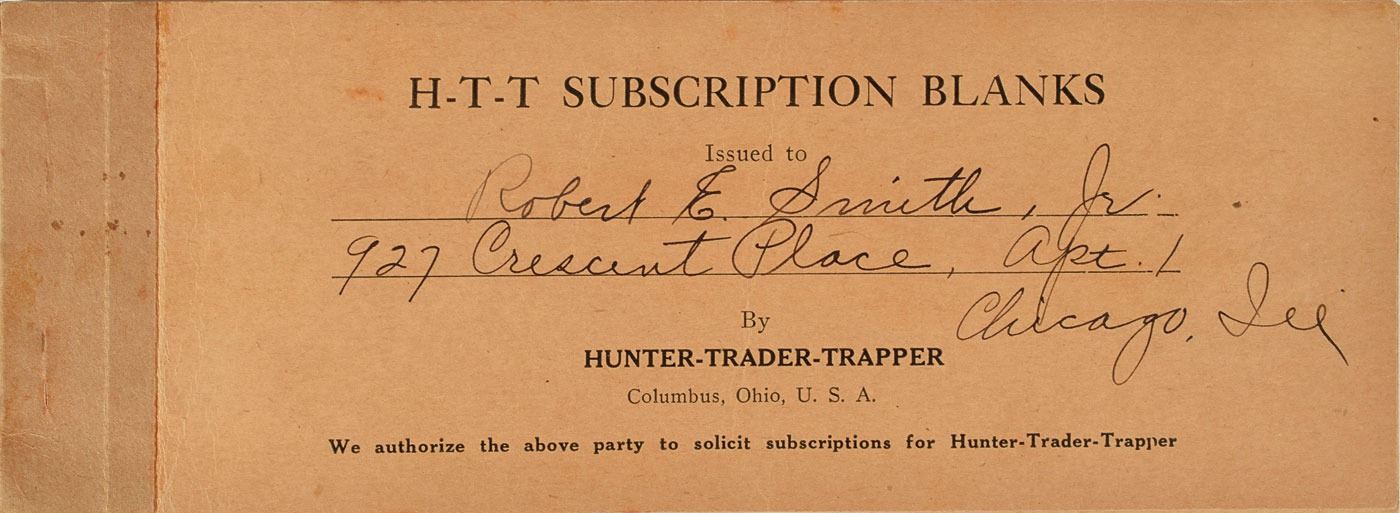 H-T-T SUBSCRIPTION BLANKS
Issued to
Robert E. Smith, Jr.
927 Crescent Place, Apt. 1
Chicago, Ill
By
HUNTER-TRADER-TRAPPER
Columbus, Ohio, U. S. A.
We authorize the above party to solicit subscriptions for Hunter-Trader-Trapper